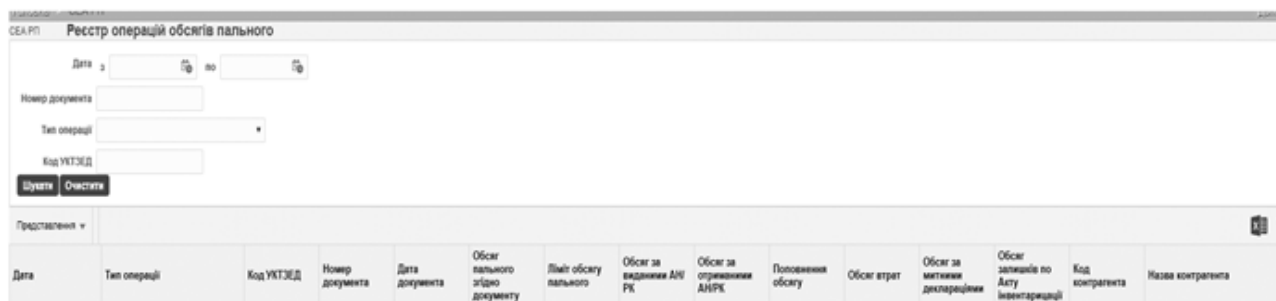 СЕА РП Реєстр операцій обсягів пального
Дата з по
Номер документа
Тип операції
Код УКТЗЕД
Шукати Очистити
Представлення
Дата
Тип операції
Код УКТЗЕД
Номер
документа
Дата
документа
Обсяг
пального
згідно
документу
Ліміт обсягу
пального
Обсяг за
виданими АН/
РК
Обсяг за
отриманими
АН/РК
Поповнення
обсягу
Обсяг втрат
Обсяг за
митними
деклараціями
Обсяг
залишків по
Акту
інвентаризації
Код
контрагента
Назва контрагента